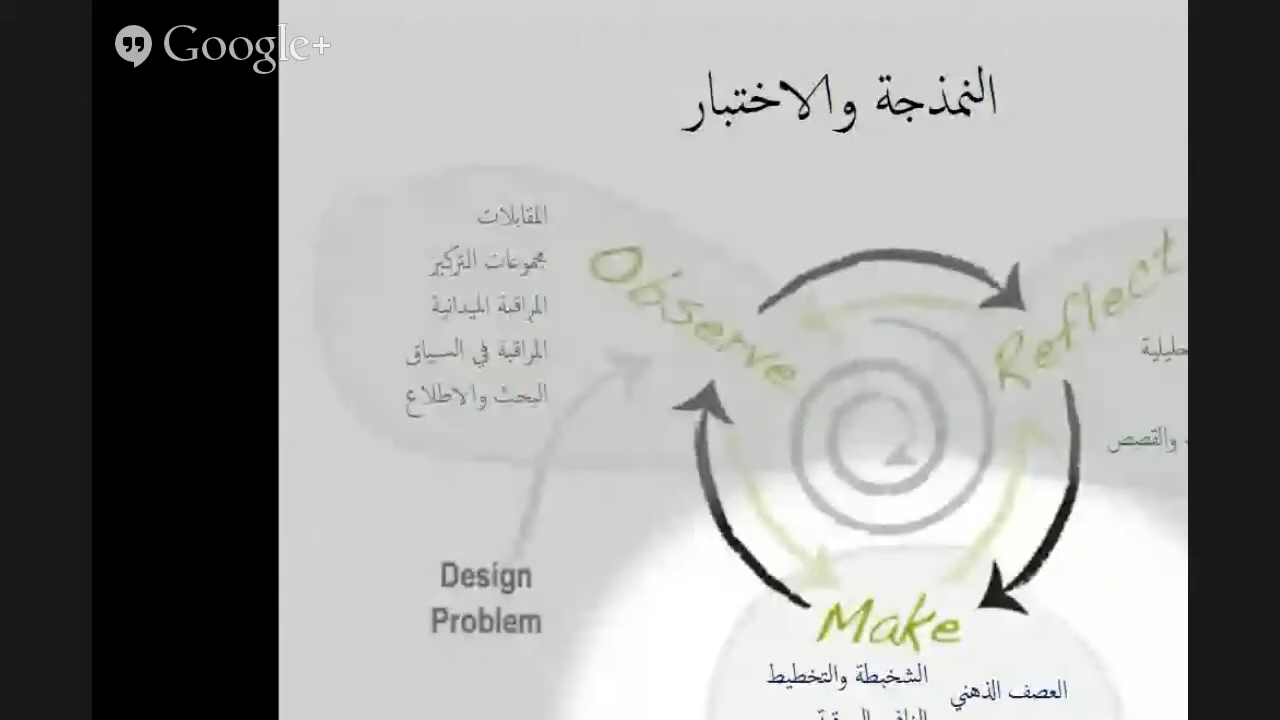 Google+
النمذجة والاختبار
المقابلات
مجموعات التركيز
المراقبة الميدانية
المراقبة في السياق
البحث والاطلاع
Observe
Reflect
والقصص
Design
Problem
Make
الشخبطة والتخطيط
العصف الذهني